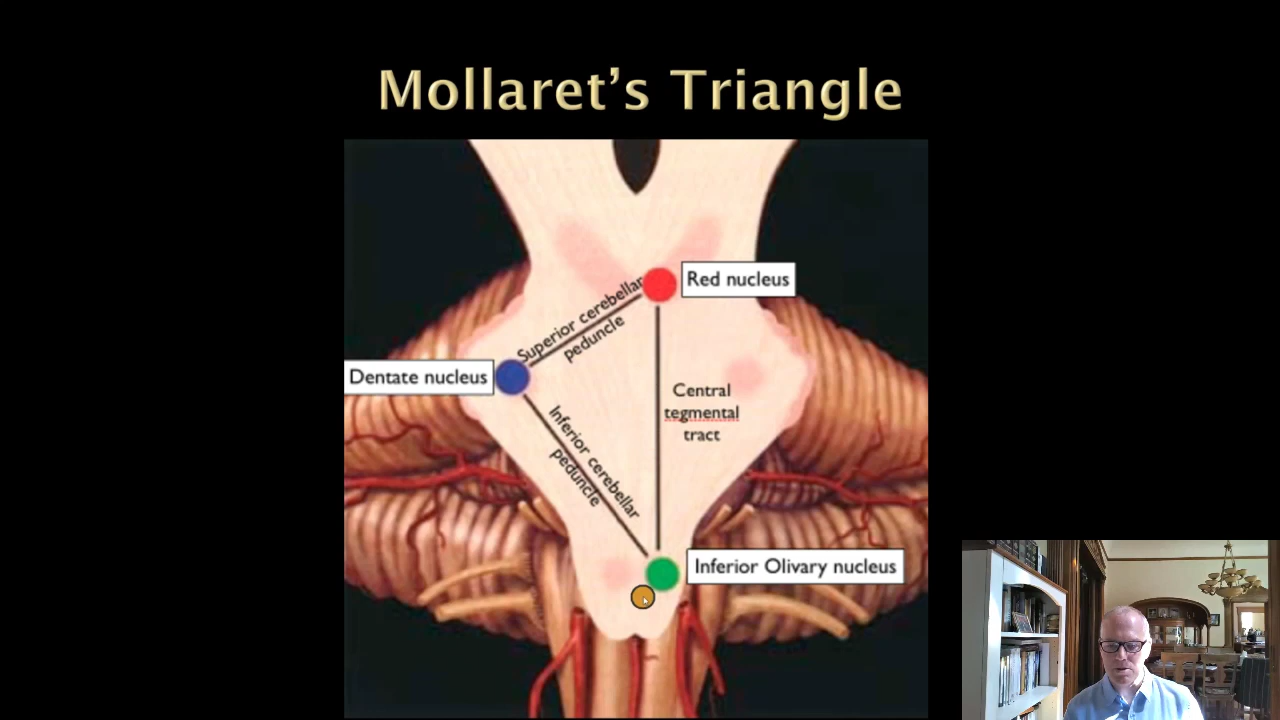 Mollaret's Triangle
Red nucleus
Superior cerebellar
peduncle
Dentate nucleus
Central
tegmental
tract
Inferior cerebellar
peduncle
Inferior Olivary nucleus